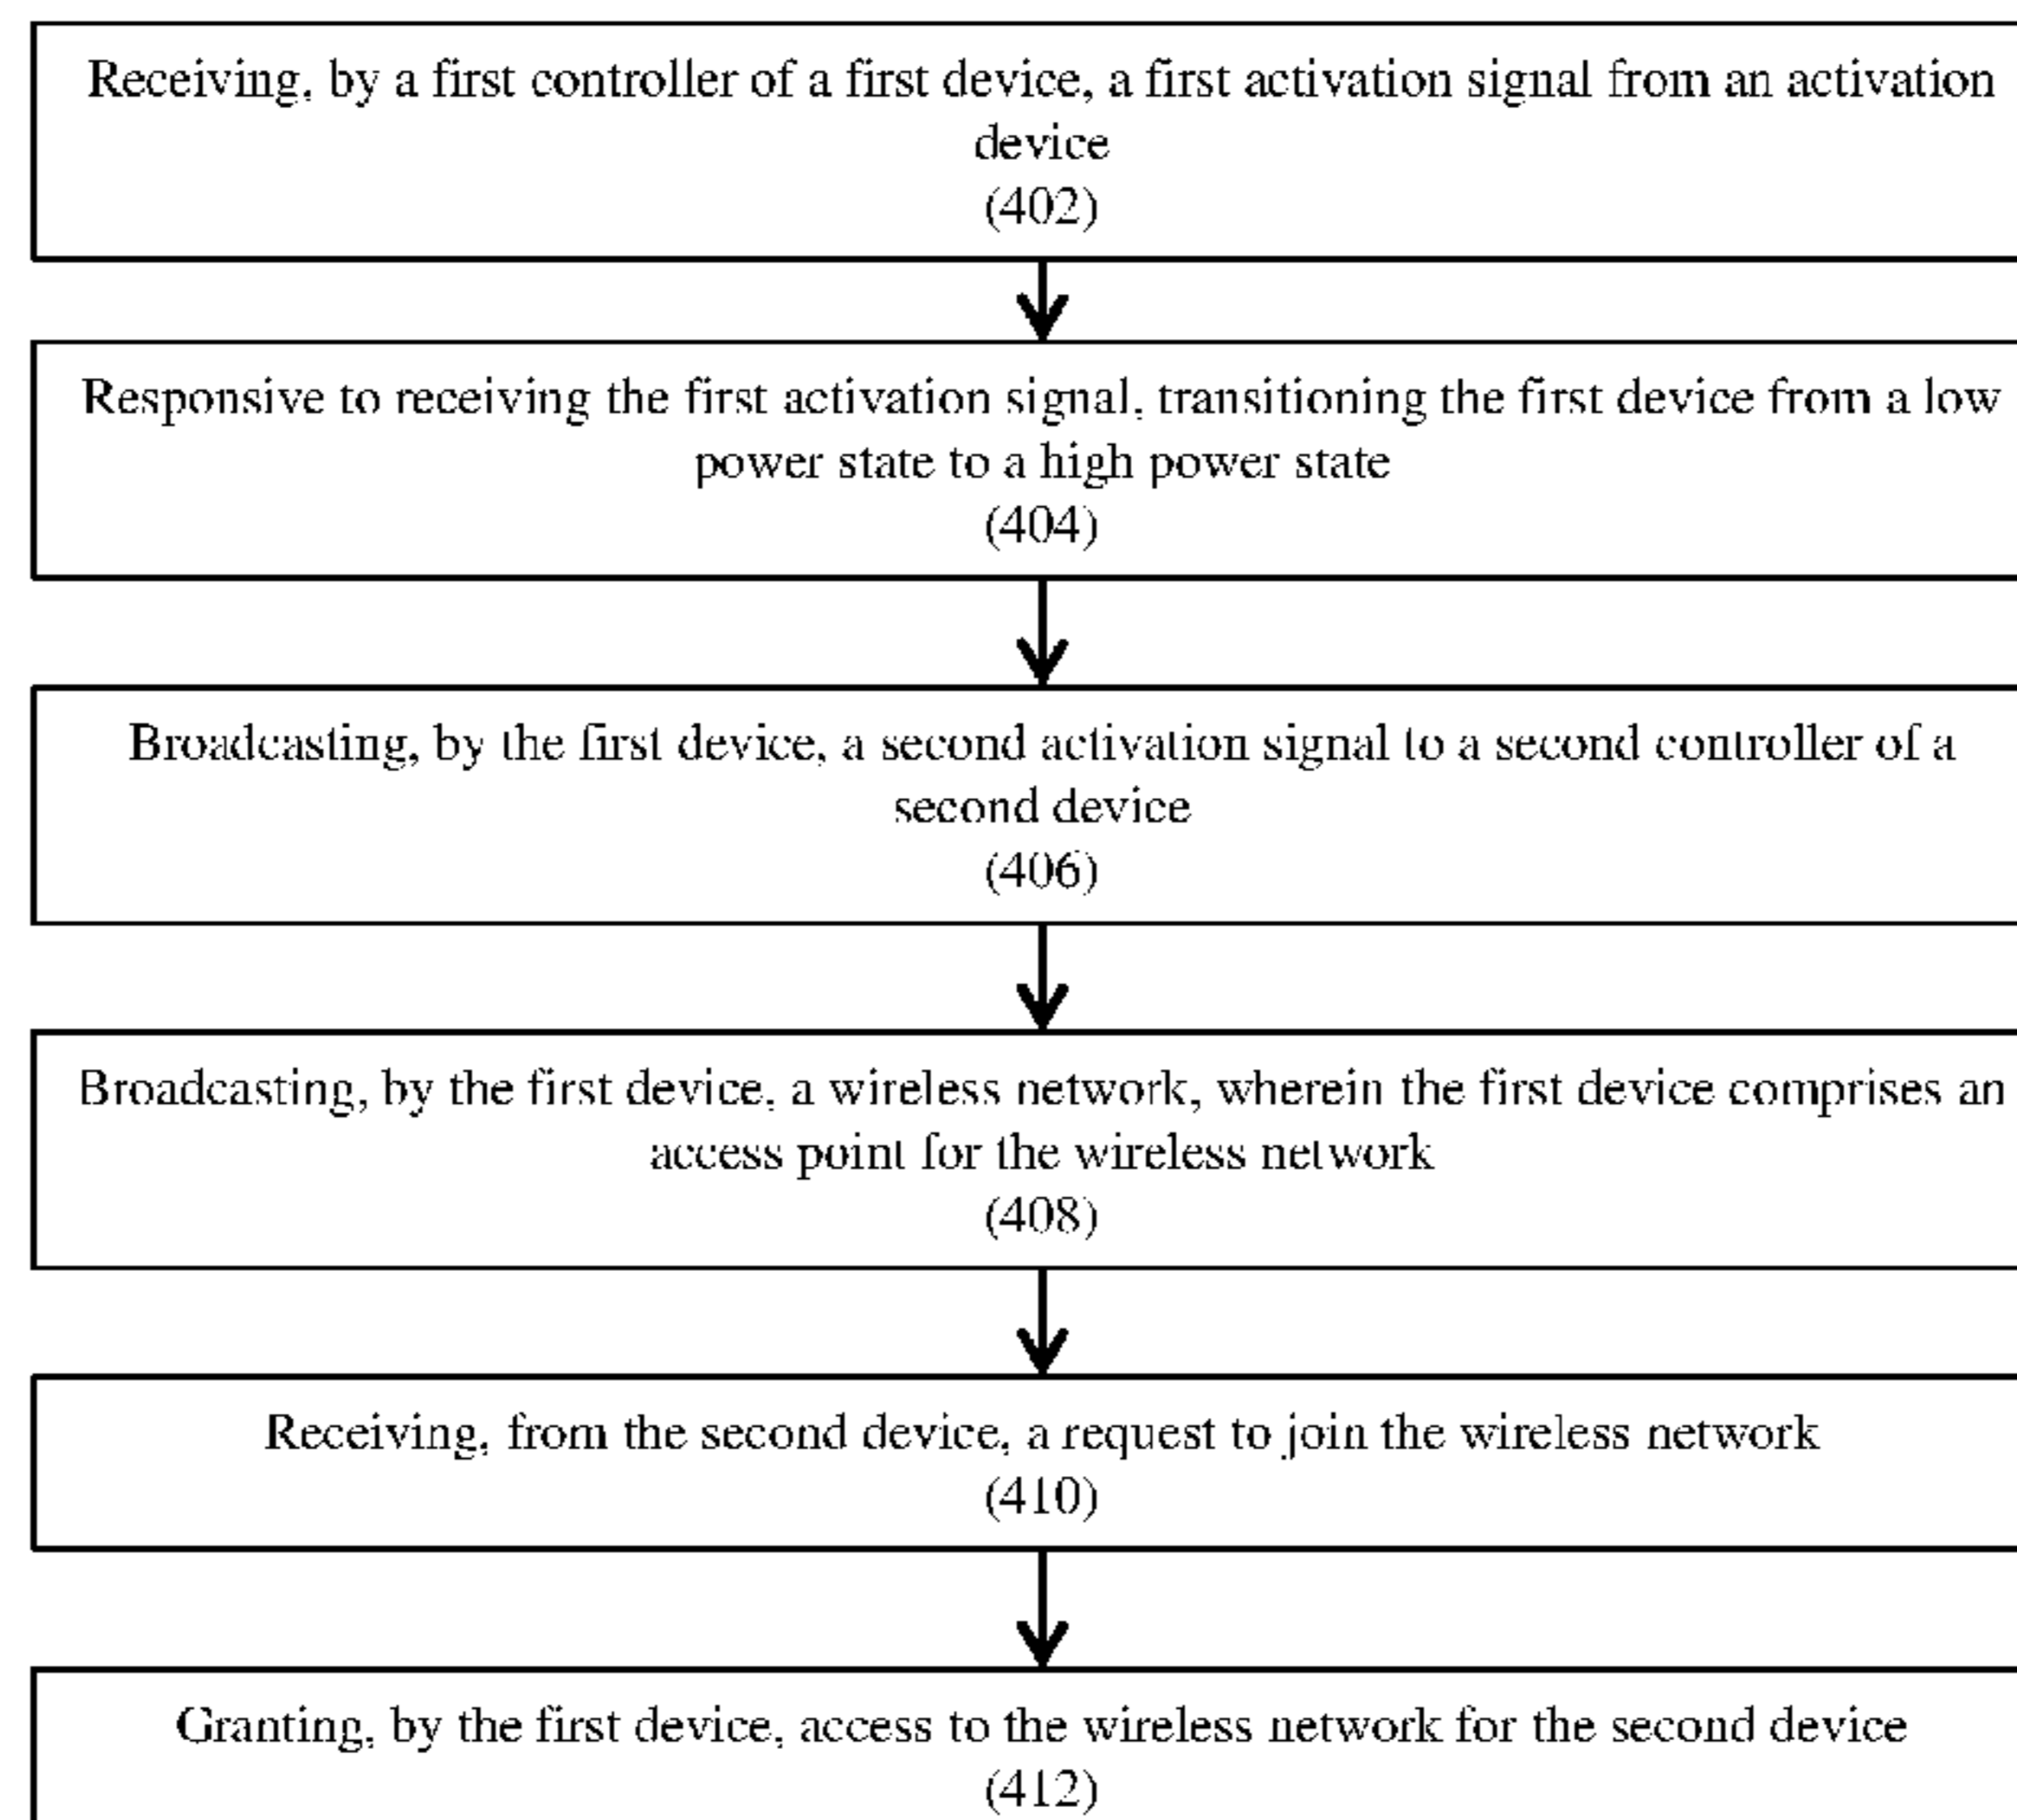 Receiving, by a first controller of a first device, a first activation signal from an activation
device
(402)
Responsive to receiving the first activation signal, transitioning the first device from a low
power state to a high power state
(404)
Broadcasting, by the first device, a second activation signal to a second controller of a
second device
(406)
Broadcasting, by the first device, a wireless network, wherein the first device comprises an
access point for the wireless network
(408)
Receiving, from the second device, a request to join the wireless network
(410)
Granting, by the first device, access to the wireless network for the second device
(412)